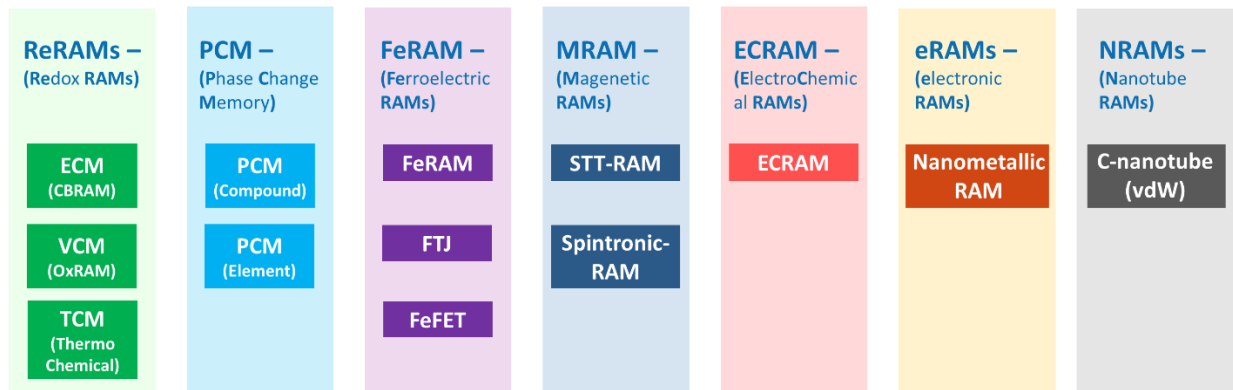 ReRAMs –
(Redox RAMs)
ECM
(CBRAM)
VCM
(OxRAM)
TCM
(Thermo
Chemical)
PCM –
(Phase Change
Memory)
PCM
(Compound)
PCM
(Element)
FeRAM –
(Ferroelectric
RAMs)
FeRAM
FTJ
FeFET
MRAM –
(Magenetic
RAMs)
STT-RAM
Spintronic-
RAM
ECRAM –
(ElectroChemic
al RAMs)
ECRAM
eRAMs –
(electronic
RAMs)
Nanometallic
RAM
NRAMs –
(Nanotube
RAMs)
C-nanotube
(vdW)